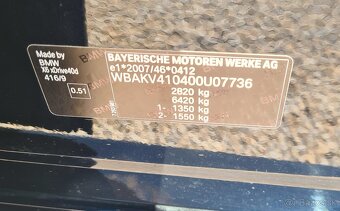 Made by
BMW
X6 xDrive40d
416/9
0.51
BAYERISCHE MOTOREN WERKE AG
e1*2007/46*0412
WBAKV410400U07736
2820 kg
6420 kg
1- 1350 kg
2- 1550 kg